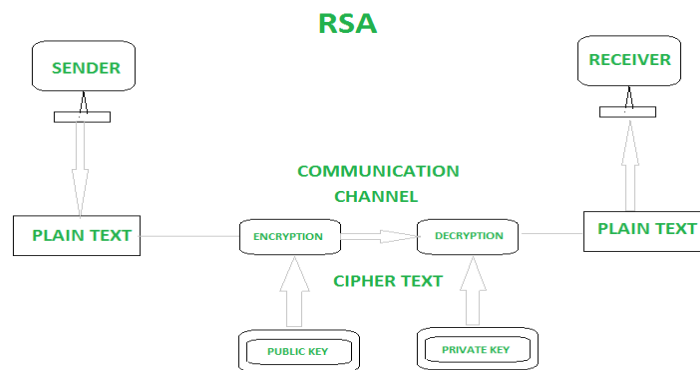 RSA
SENDER
RECEIVER
COMMUNICATION
CHANNEL
PLAIN TEXT
ENCRYPTION
DECRYPTION
PLAIN TEXT
CIPHER TEXT
PUBLIC KEY
PRIVATE KEY